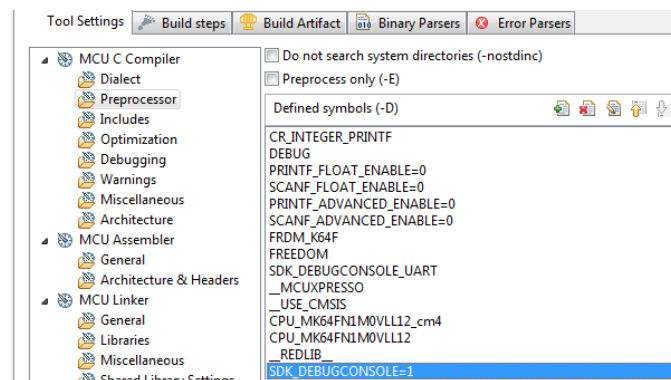 Tool Settings Build steps Build Artifact Binary Parsers Error Parsers
MCU C Compiler
Dialect
Preprocessor
Includes
Optimization
Debugging
Warnings
Miscellaneous
Architecture
MCU Assembler
General
Architecture & Headers
MCU Linker
General
Libraries
Miscellaneous
Shared Library Settings
Do not search system directories (-nostdinc)
Preprocess only (-E)
Defined symbols (-D)
CR_INTEGER_PRINTF
DEBUG
PRINTF_FLOAT_ENABLE=0
SCANF_FLOAT_ENABLE=0
PRINTF_ADVANCED_ENABLE=0
SCANF_ADVANCED_ENABLE=0
FRDM_K64F
FREEDOM
SDK_DEBUGCONSOLE_UART
__MCUXPRESSO
__USE_CMSIS
CPU_MK64FN1M0VLL12_cm4
CPU_MK64FN1M0VLL12
__REDLIB__
SDK_DEBUGCONSOLE=1